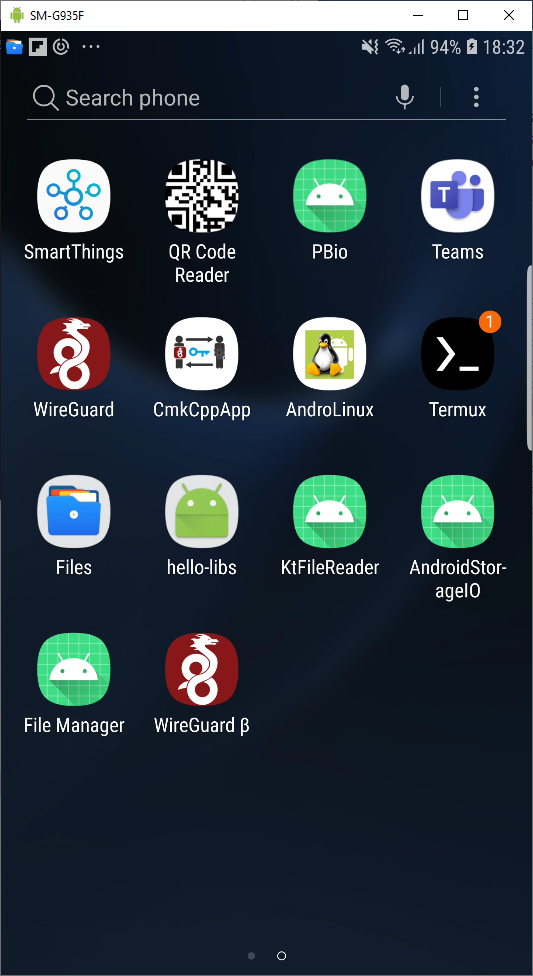 SM-G935F
94% 18:32
Search phone
SmartThings
QR Code
Reader
PBio
Teams
WireGuard
CmkCppApp
AndroLinux
1
Termux
Files
hello-libs
KtFileReader
AndroidStor-
ageIO
File Manager
WireGuard β